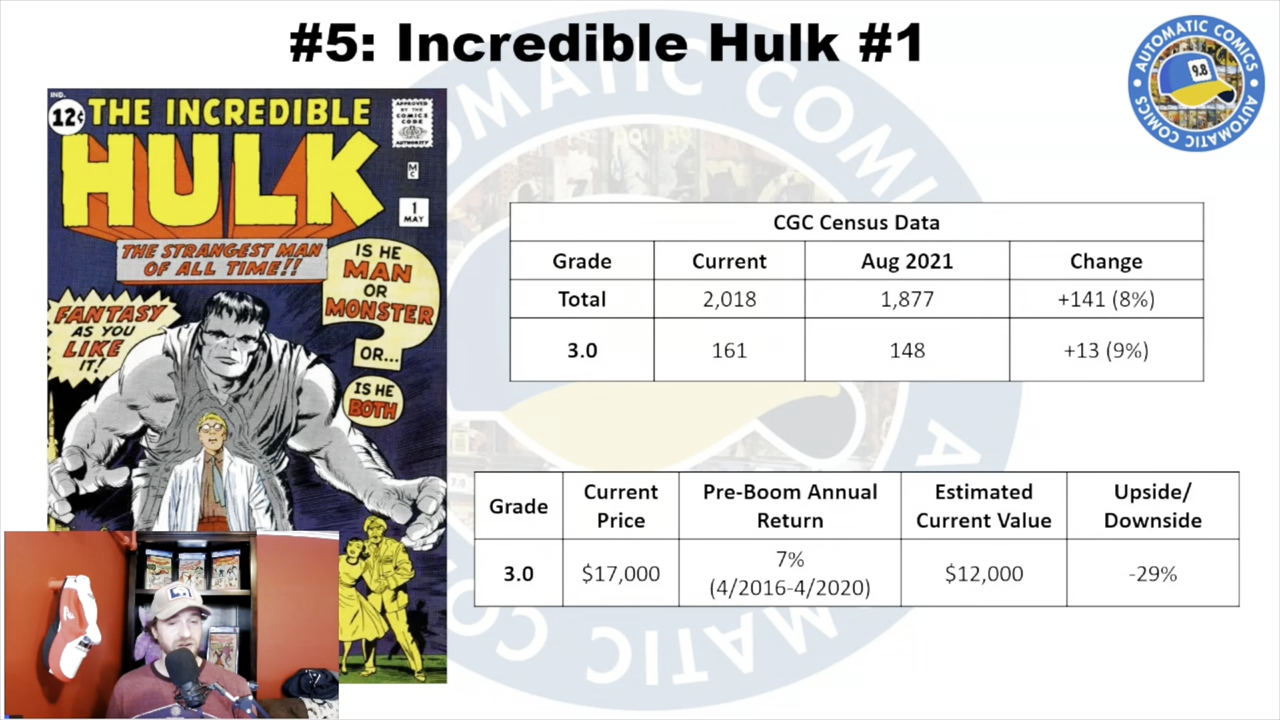 #5: Incredible Hulk #1
AUTOMATIC COMICS
9.8
AUTOMATIC COMICS
IND.
12¢
THE INCREDIBLE
HULK
APPROVED
BY THE
COMICS
CODE
AUTHORITY
M
C
1
MAY
THE STRANGEST MAN
OF ALL TIME!!
IS HE
MAN
OR
MONSTER
OR...
IS HE
BOTH
FANTASY
AS YOU
LIKE
IT!
CGC Census Data
Grade Current Aug 2021 Change
Total 2,018 1,877 +141 (8%)
3.0 161 148 +13 (9%)
Grade Current Price Pre-Boom Annual Return Estimated Current Value Upside/ Downside
3.0 $17,000 7% (4/2016-4/2020) $12,000 -29%